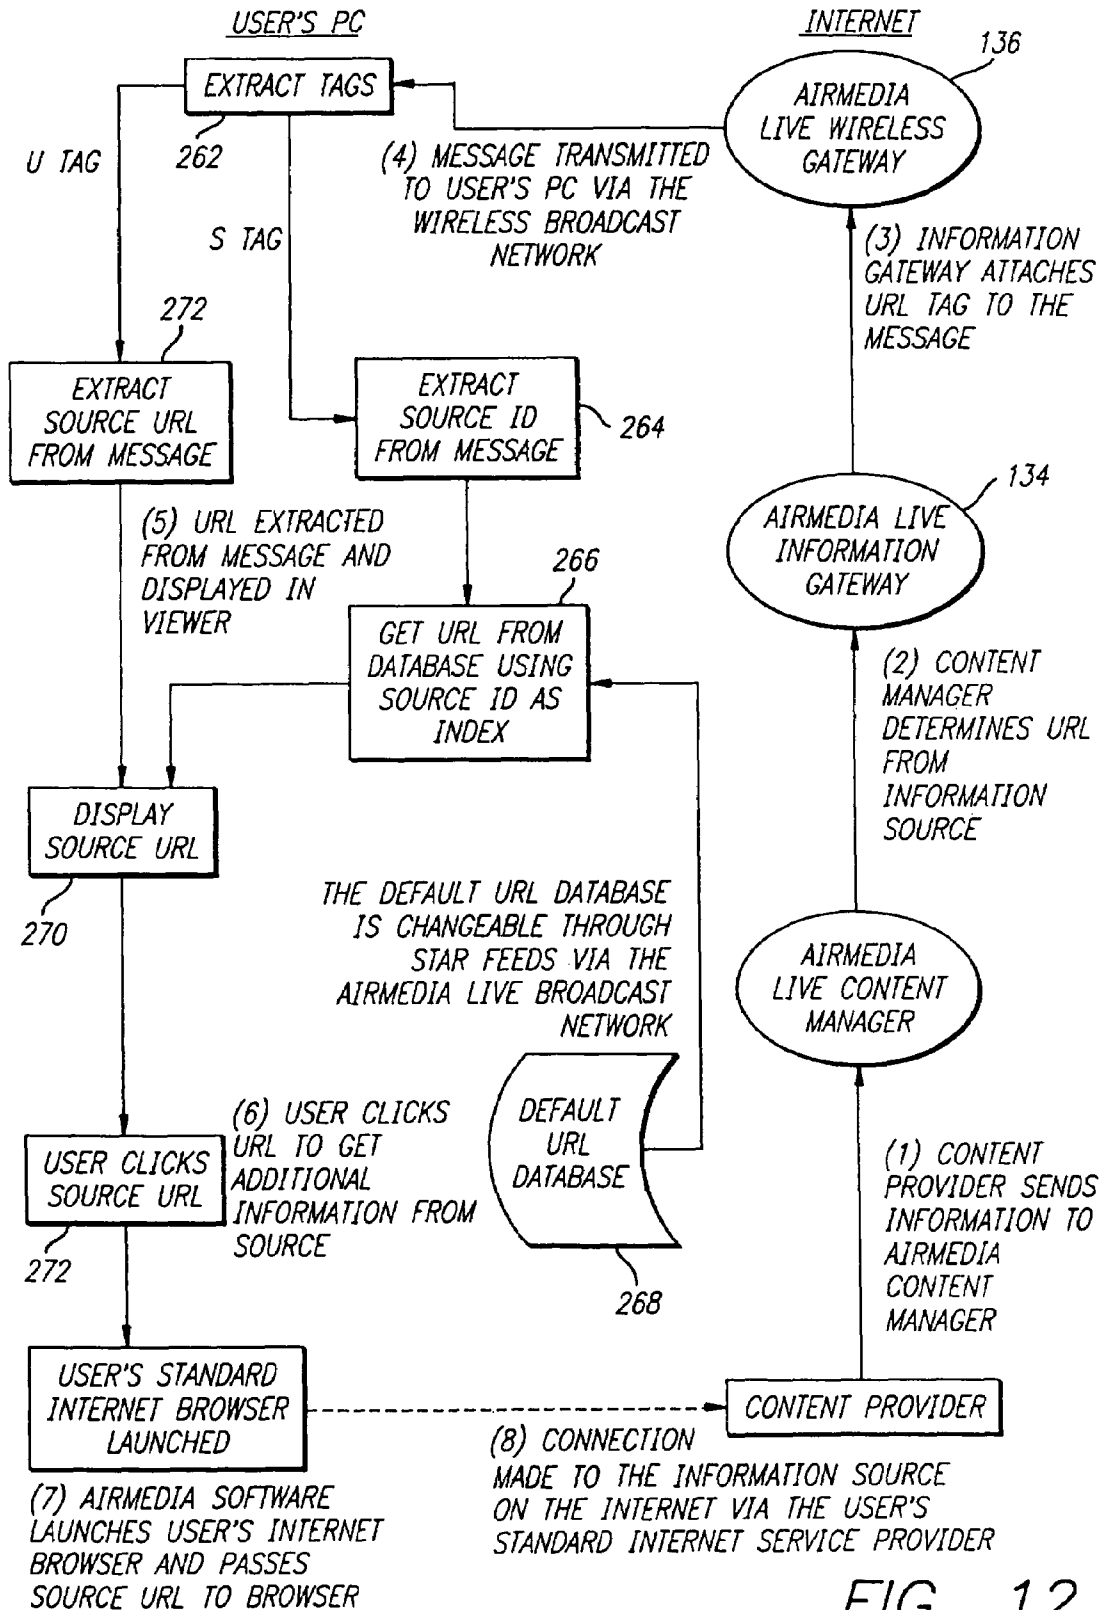 USER'S PC
INTERNET
EXTRACT TAGS
262
U TAG
S TAG
(4) MESSAGE TRANSMITTED
TO USER'S PC VIA THE
WIRELESS BROADCAST
NETWORK
136
AIRMEDIA
LIVE WIRELESS
GATEWAY
(3) INFORMATION
GATEWAY ATTACHES
URL TAG TO THE
MESSAGE
272
EXTRACT
SOURCE URL
FROM MESSAGE
EXTRACT
SOURCE ID
FROM MESSAGE
264
134
AIRMEDIA LIVE
INFORMATION
GATEWAY
(5) URL EXTRACTED
FROM MESSAGE AND
DISPLAYED IN
VIEWER
266
GET URL FROM
DATABASE USING
SOURCE ID AS
INDEX
(2) CONTENT
MANAGER
DETERMINES URL
FROM
INFORMATION
SOURCE
DISPLAY
SOURCE URL
270
THE DEFAULT URL DATABASE
IS CHANGEABLE THROUGH
STAR FEEDS VIA THE
AIRMEDIA LIVE BROADCAST
NETWORK
AIRMEDIA
LIVE CONTENT
MANAGER
DEFAULT
URL
DATABASE
268
(6) USER CLICKS
URL TO GET
ADDITIONAL
INFORMATION FROM
SOURCE
USER CLICKS
SOURCE URL
272
(1) CONTENT
PROVIDER SENDS
INFORMATION TO
AIRMEDIA
CONTENT
MANAGER
USER'S STANDARD
INTERNET BROWSER
LAUNCHED
CONTENT PROVIDER
(8) CONNECTION
MADE TO THE INFORMATION SOURCE
ON THE INTERNET VIA THE USER'S
STANDARD INTERNET SERVICE PROVIDER
(7) AIRMEDIA SOFTWARE
LAUNCHES USER'S INTERNET
BROWSER AND PASSES
SOURCE URL TO BROWSER
FIG. 12